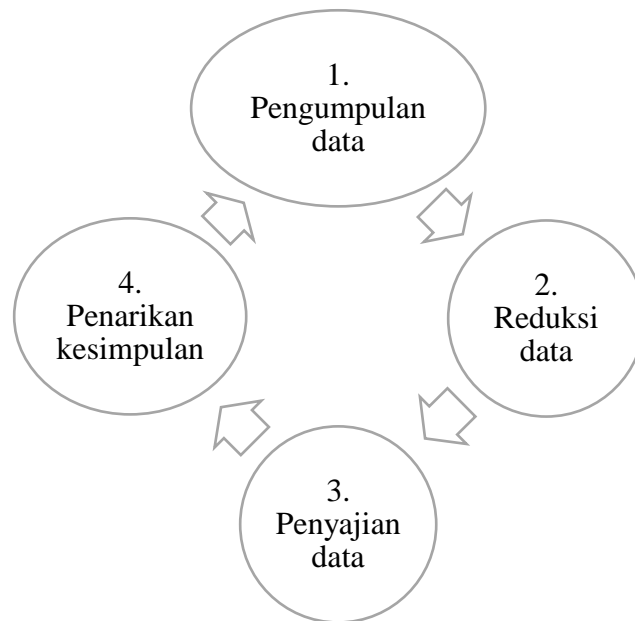 1.
Pengumpulan
data
2.
Reduksi
data
3.
Penyajian
data
4.
Penarikan
kesimpulan